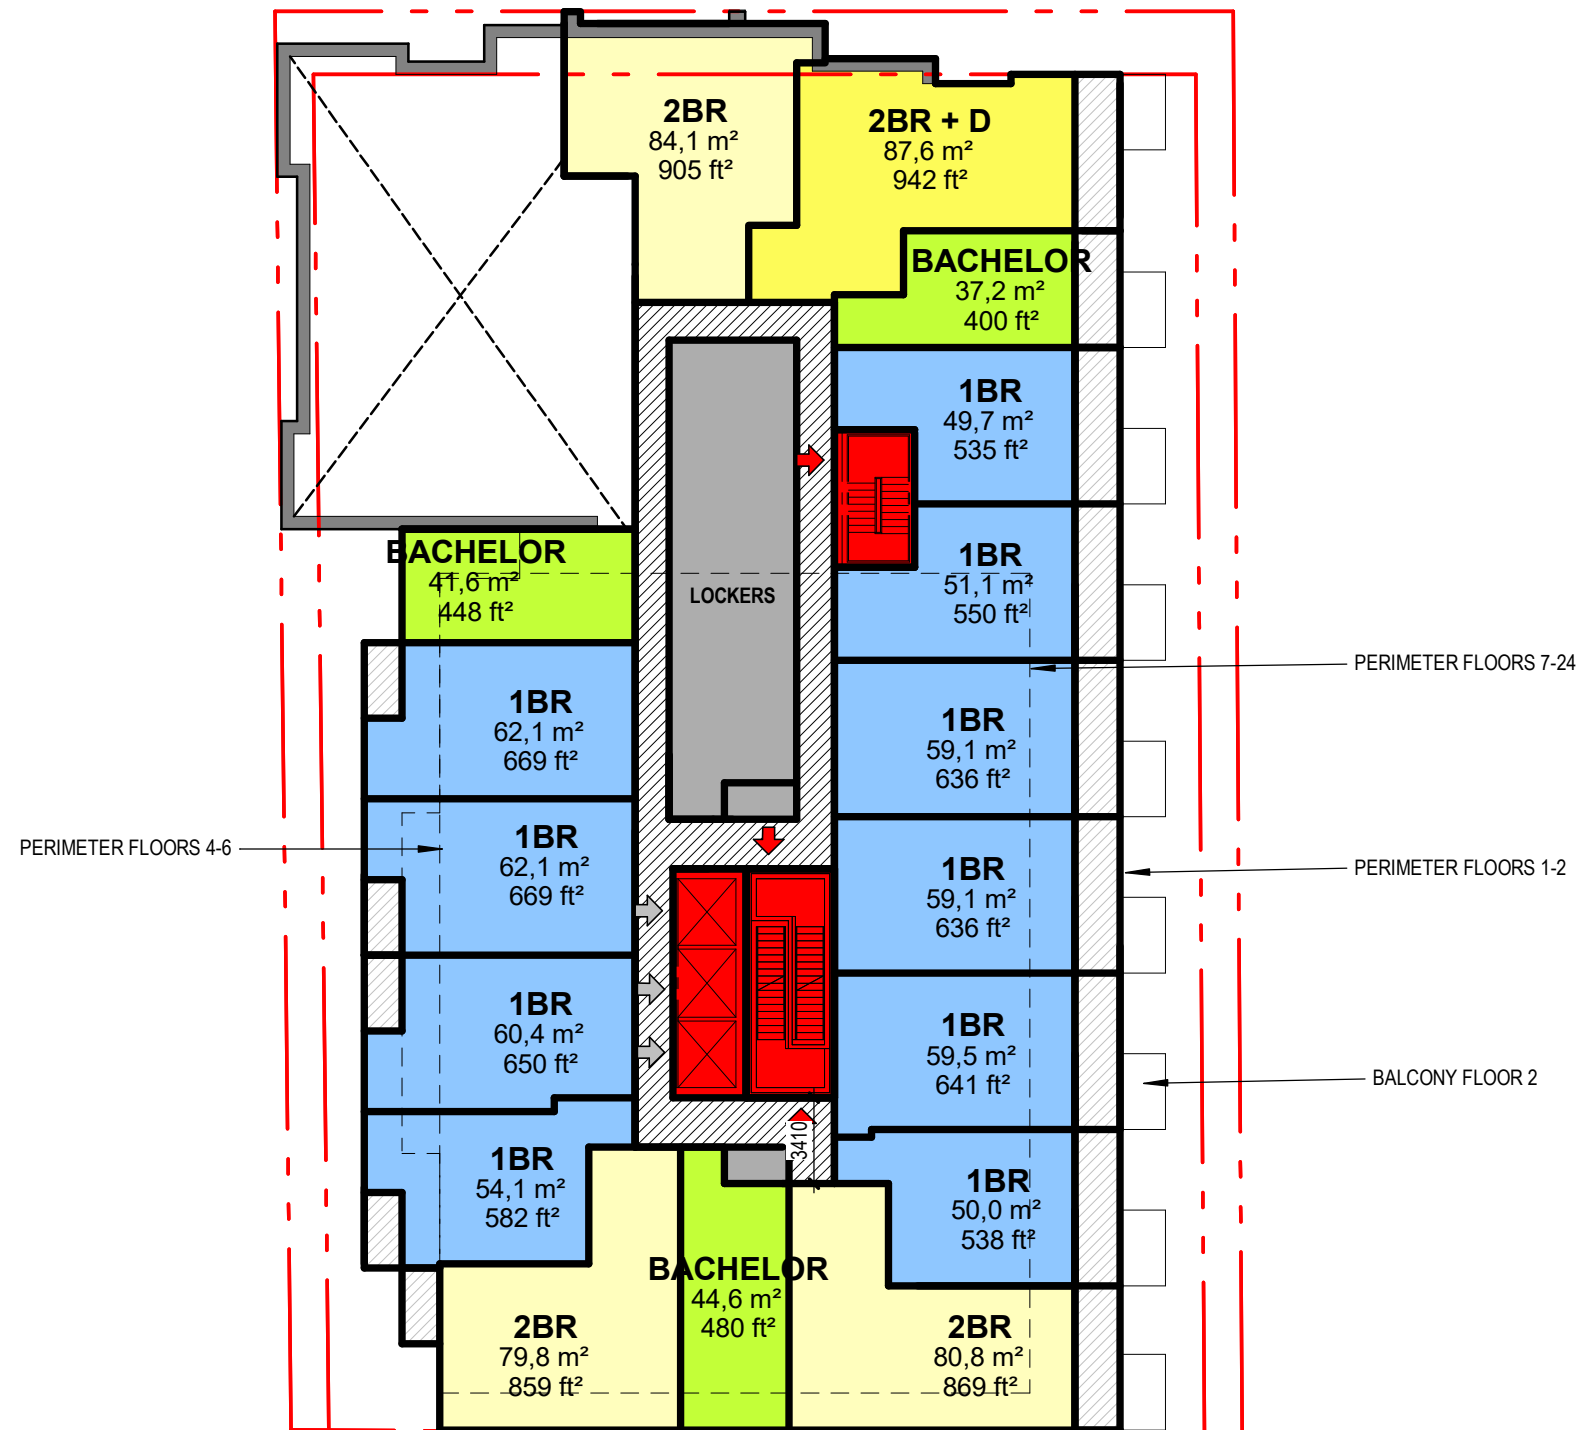 2BR
84,1 m²
905 ft²
2BR + D
87,6 m²
942 ft²
BACHELOR
37,2 m²
400 ft²
1BR
49,7 m²
535 ft²
BACHELOR
41,6 m²
448 ft²
LOCKERS
1BR
51,1 m²
550 ft²
PERIMETER FLOORS 7-24
1BR
62,1 m²
669 ft²
1BR
59,1 m²
636 ft²
PERIMETER FLOORS 4-6
1BR
62,1 m²
669 ft²
1BR
59,1 m²
636 ft²
PERIMETER FLOORS 1-2
1BR
60,4 m²
650 ft²
1BR
59,5 m²
641 ft²
BALCONY FLOOR 2
3410
1BR
54,1 m²
582 ft²
1BR
50,0 m²
538 ft²
BACHELOR
44,6 m²
480 ft²
2BR
79,8 m²
859 ft²
2BR
80,8 m²
869 ft²